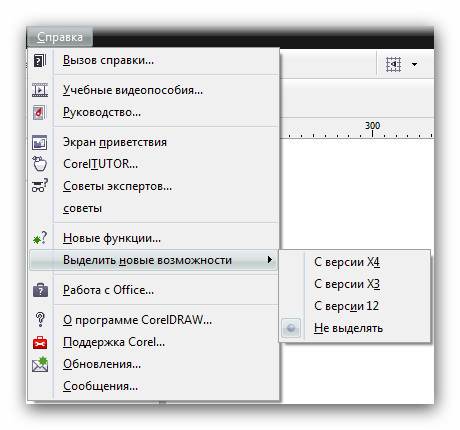 Справка
Вызов справки...
Учебные видеопособия...
Руководство...
300
Экран приветствия
CorelTUTOR...
Советы экспертов...
советы
Новые функции...
Выделить новые возможности
С версии X4
С версии X3
С версии 12
Не выделять
Работа с Office...
О программе CorelDRAW...
Поддержка Corel...
Обновления...
Сообщения...